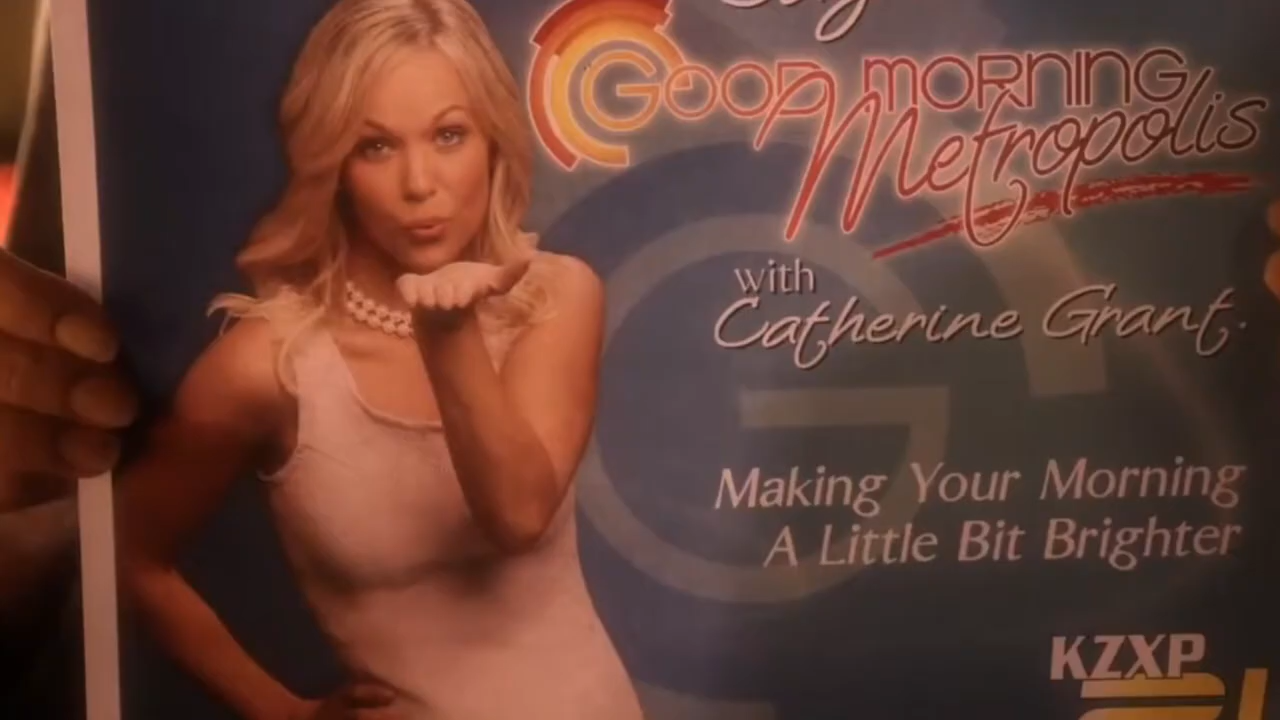 GOOD MORNING
Metropolis
with
Catherine Grant.
Making Your Morning
A Little Bit Brighter
KZXP